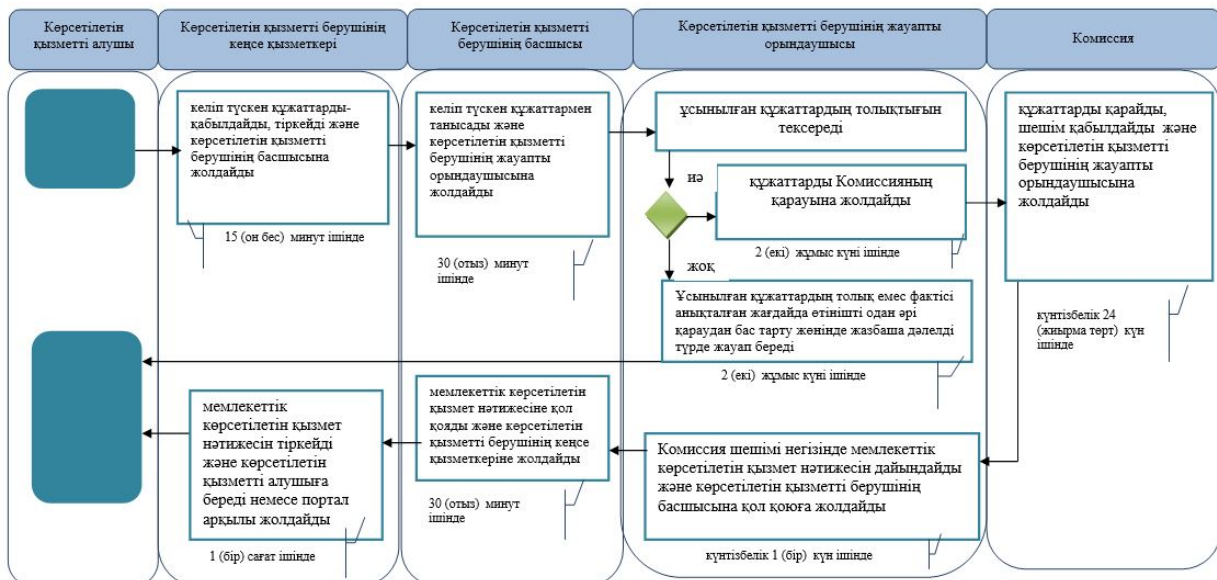 Көрсетілетін
қызметті алушы
Көрсетілетін қызметті берушінің
кеңсе қызметкері
Көрсетілетін қызметті
берушінің басшысы
Көрсетілетін қызметті берушінің жауапты
орындаушысы
Комиссия
келіп түскен құжаттарды-
қабылдайды, тіркейді және
көрсетілетін қызметті
берушінің басшысына
жолдайды
15 (он бес) минут ішінде
келіп түскен құжаттармен
танысады және
көрсетілетін қызметті
берушінің жауапты
орындаушысына
жолдайды
30 (отыз) минут
ішінде
ұсынылған құжаттардың толықтығын
тексереді
иә
құжаттарды Комиссияның
қарауына жолдайды
2 (екі) жұмыс күні ішінде
жоқ
Ұсынылған құжаттардың толық емес фактісі
анықталған жағдайда өтінішті одан әрі
қараудан бас тарту жөнінде жазбаша дәлелді
түрде жауап береді
2 (екі) жұмыс күні ішінде
құжаттарды қарайды,
шешім қабылдайды және
көрсетілетін қызметті
берушінің жауапты
орындаушысына
жолдайды
күнтізбелік 24
(жиырма төрт) күн
ішінде
Комиссия шешімі негізінде мемлекеттік
көрсетілетін қызмет нәтижесін дайындайды
және көрсетілетін қызметті берушінің
басшысына қол қоюға жолдайды
күнтізбелік 1 (бір) күн ішінде
мемлекеттік көрсетілетін
қызмет нәтижесіне қол
қояды және көрсетілетін
қызметті берушінің кеңсе
қызметкеріне жолдайды
30 (отыз) минут
ішінде
мемлекеттік
көрсетілетін қызмет
нәтижесін тіркейді
және көрсетілетін
қызметті алушыға
береді немесе портал
арқылы жолдайды
1 (бір) сағат ішінде